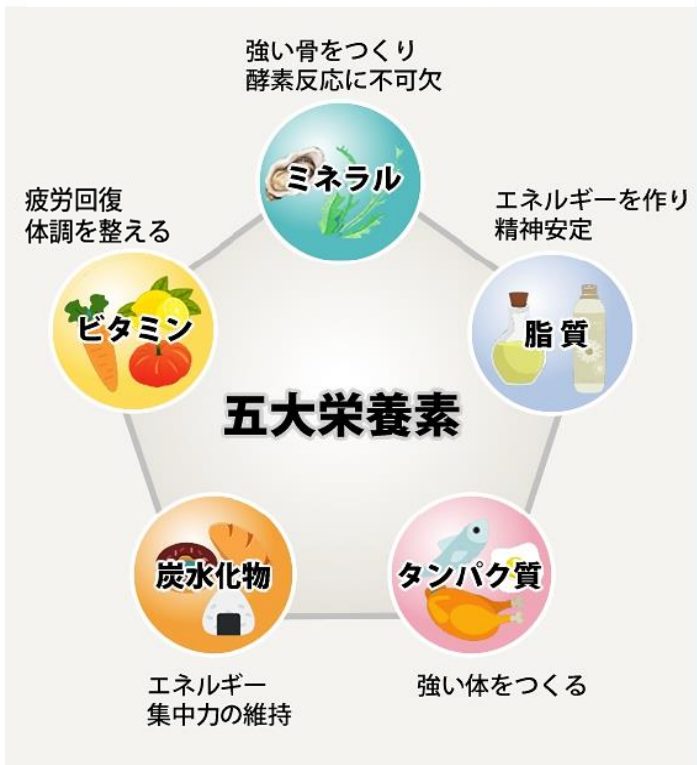 強い骨をつくり
酵素反応に不可欠
ミネラル
疲労回復
体調を整える
ビタミン
エネルギーを作り
精神安定
脂質
五大栄養素
炭水化物
エネルギー
集中力の維持
タンパク質
強い体をつくる